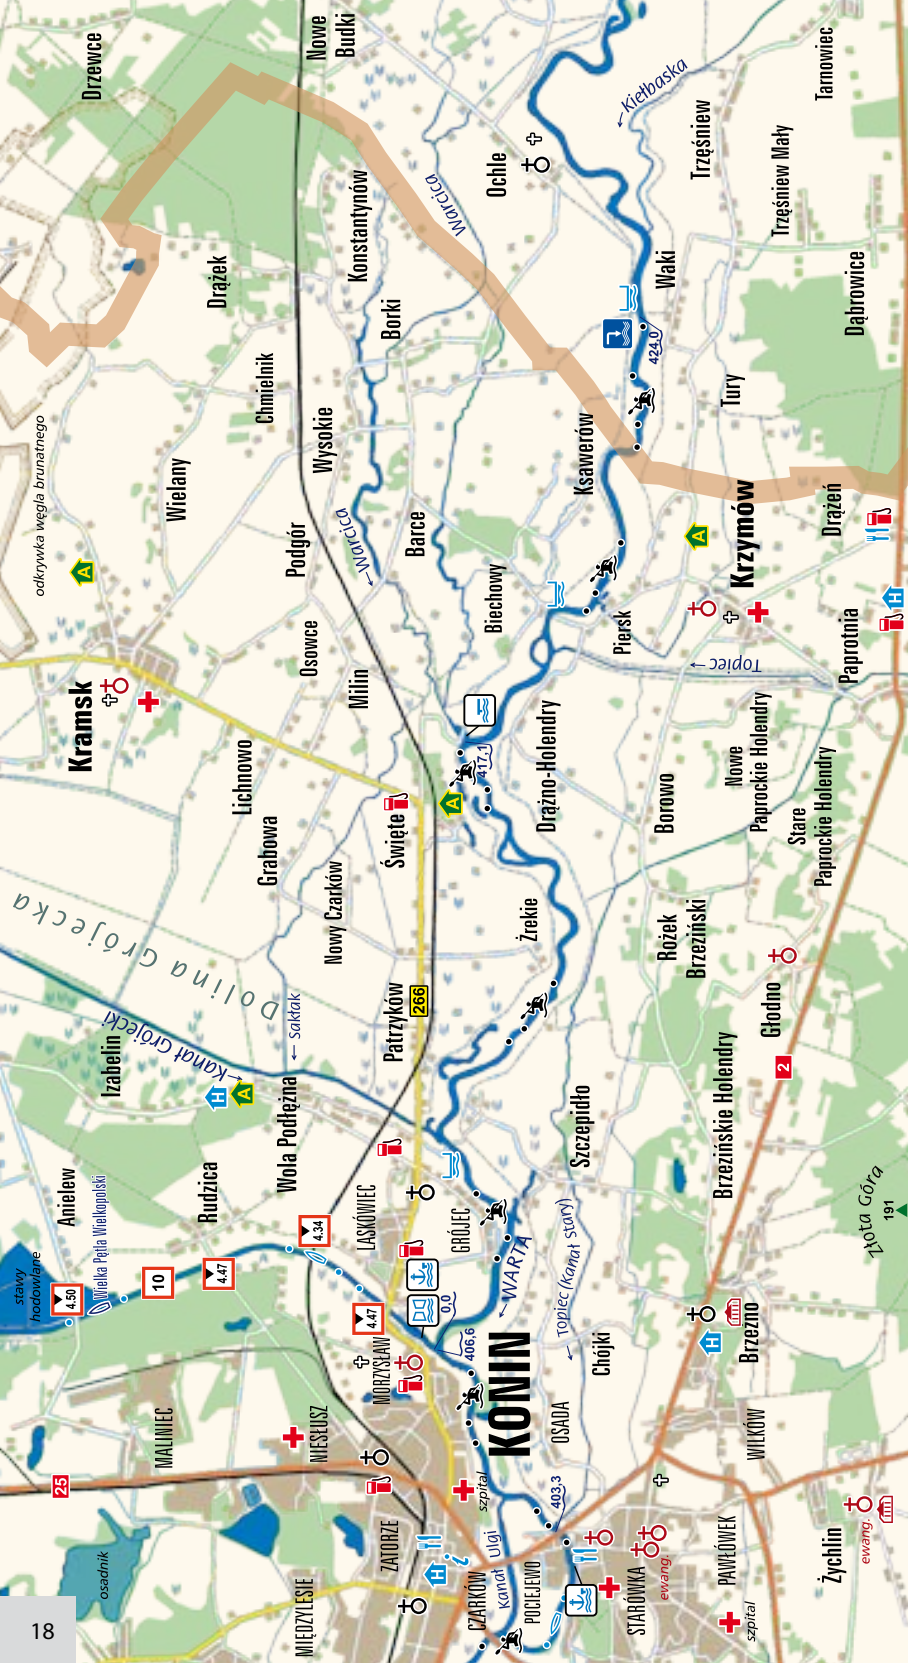 Drzewce
Nowe
Budki
Tarnowiec
← Kiełbaska
Trzęśniew
Trzęśniew Mały
Ochle
Warcica
Konstantynów
Drążek
Borki
Waki
Dąbrowice
424,0
Tury
Chmielnik
Wysokie
Ksawerów
odkrywka węgla brunatnego
Wielany
Podgór
← Warcica
Barce
A
A
Krzymów
Drążeń
Biechowy
Piersk
H
Paprotnia
← Topiec
Osowce
Milin
Kramsk
Lichnowo
Grabowa
Święte
A
417,1
Drążno-Holendry
Borowo
Nowe
Paprockie Holendry
Stare
Paprockie Holendry
Nowy Czarków
Żrekie
Rożek
Brzeziński
Głodno
Dolina Grójecka
← Kanał Grójecki
← sakłak
Patrzyków
266
Izabelin
H
A
Wola Podłężna
2
Brzezińskie Holendry
Szczepidło
Złota Góra
191
Anielew
Wielka Pętla Wielkopolski
Rudzica
LASKÓWIEC
GRÓJEC
← WARTA
← Topiec (Kanał Stary)
stawy
hodowlane
4.50
10
4.47
4.34
4.47
0,0
406,6
MORZYSŁAW
KONIN
Chójki
H
Brzeźno
MALINIEC
NIESŁUSZ
OSADA
WILKÓW
25
szpital
403,3
osadnik
ZATORZE
H
i
Kanał Ulgi
CZARKÓW
POCIEJEWO
STARÓWKA
ewang.
PAWŁÓWEK
szpital
Żychlin
ewang.
MIĘDZYLESIE
18